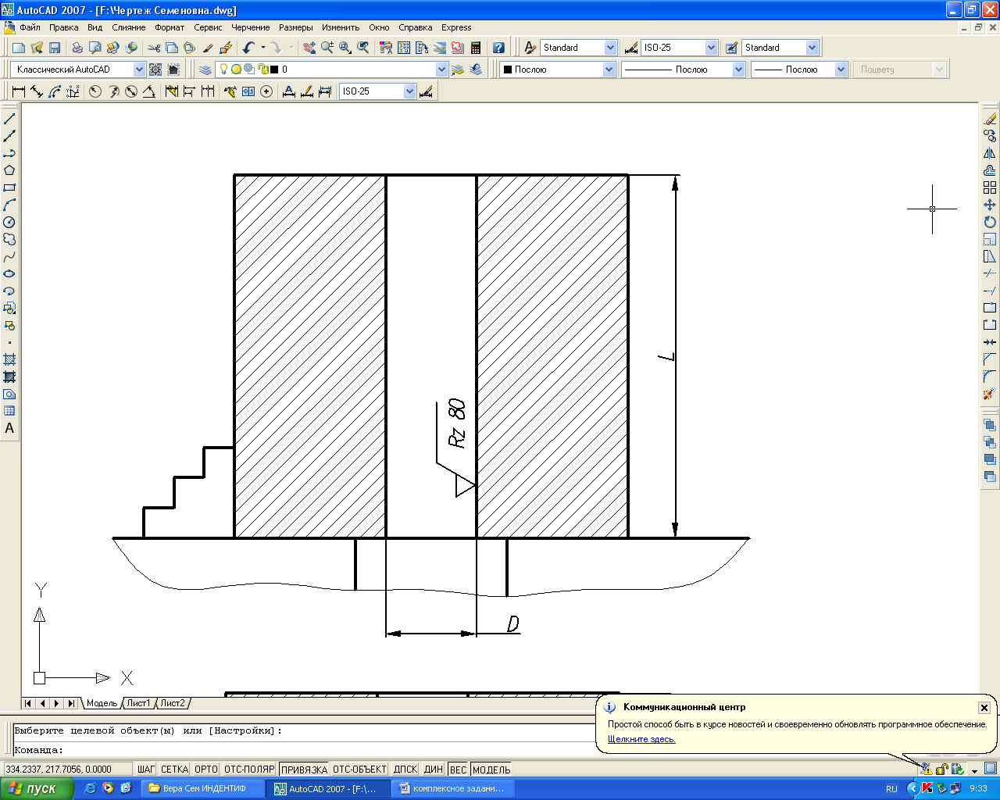 AutoCAD 2007 - [F:\Чертеж Семеновна.dwg]
Файл Правка Вид Слияние Формат Сервис Черчение Размеры Изменить Окно Справка Express
Standard ISO-25 Standard
Классический AutoCAD 0 Послою Послою Послою Поцвету
ISO-25
L
Rz 80
D
Y
X
Модель Лист1 Лист2
Коммуникационный центр
Простой способ быть в курсе новостей и своевременно обновлять программное обеспечение.
Щелкните здесь.
Выберите целевой объект(ы) или [Настройки]:
Команда:
334.2337, 217.7056, 0.0000 ШАГ СЕТКА ОРТО ОТС-ПОЛЯР ПРИВЯЗКА ОТС-ОБЪЕКТ ДПСК ДИН ВЕС МОДЕЛЬ
пуск Вера Сем ИНДЕНТИФ AutoCAD 2007 - [F:\... комплексное задани... RU 9:33